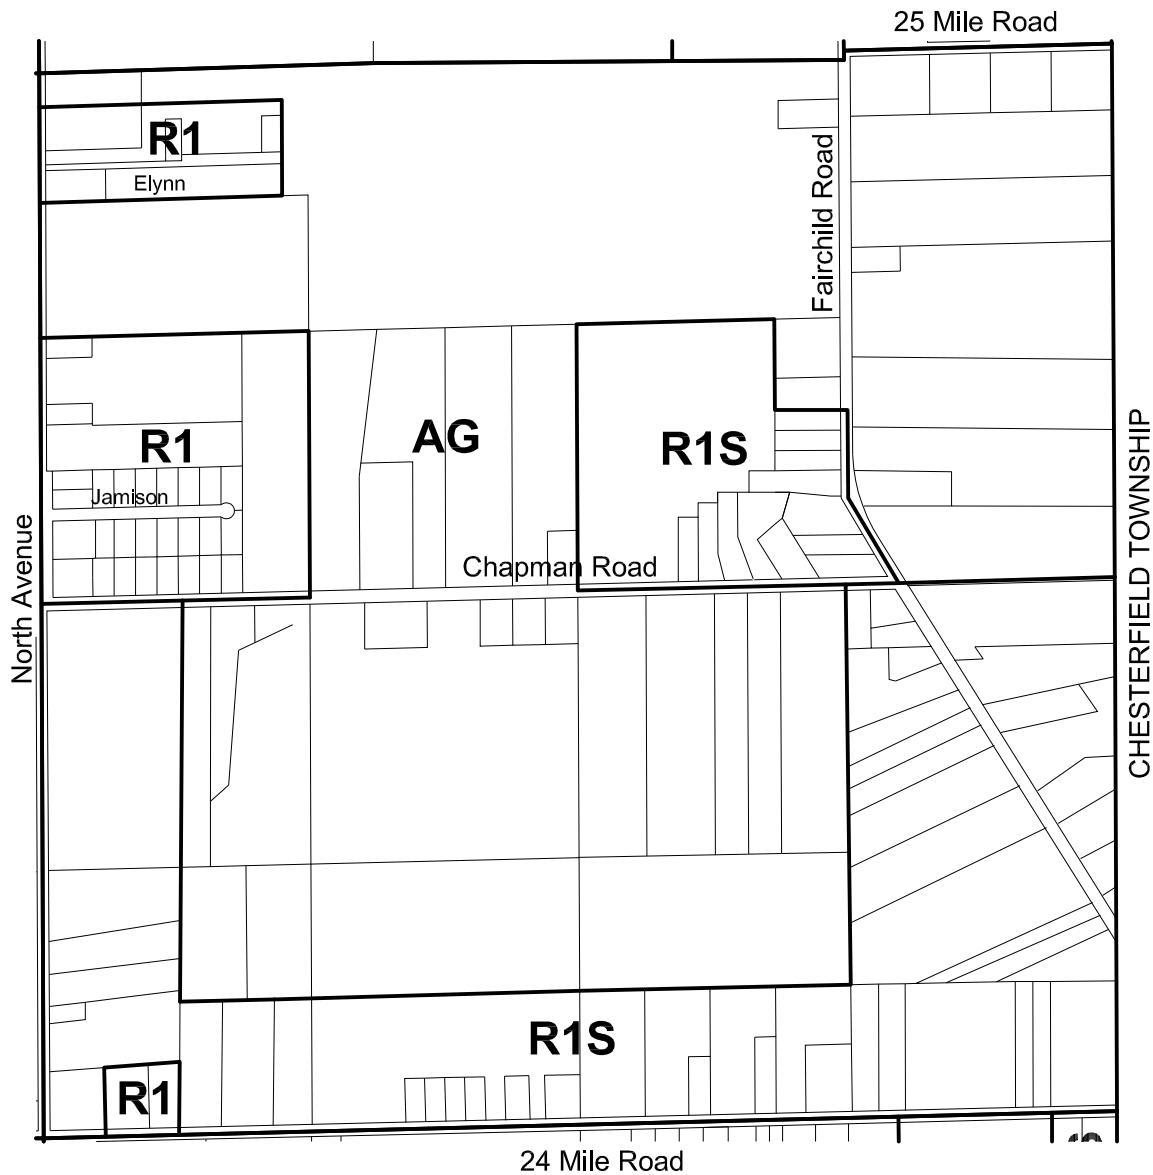 25 Mile Road
R1
Elynn
Fairchild Road
R1
AG
R1S
Jamison
Chapman Road
North Avenue
CHESTERFIELD TOWNSHIP
R1S
R1
24 Mile Road